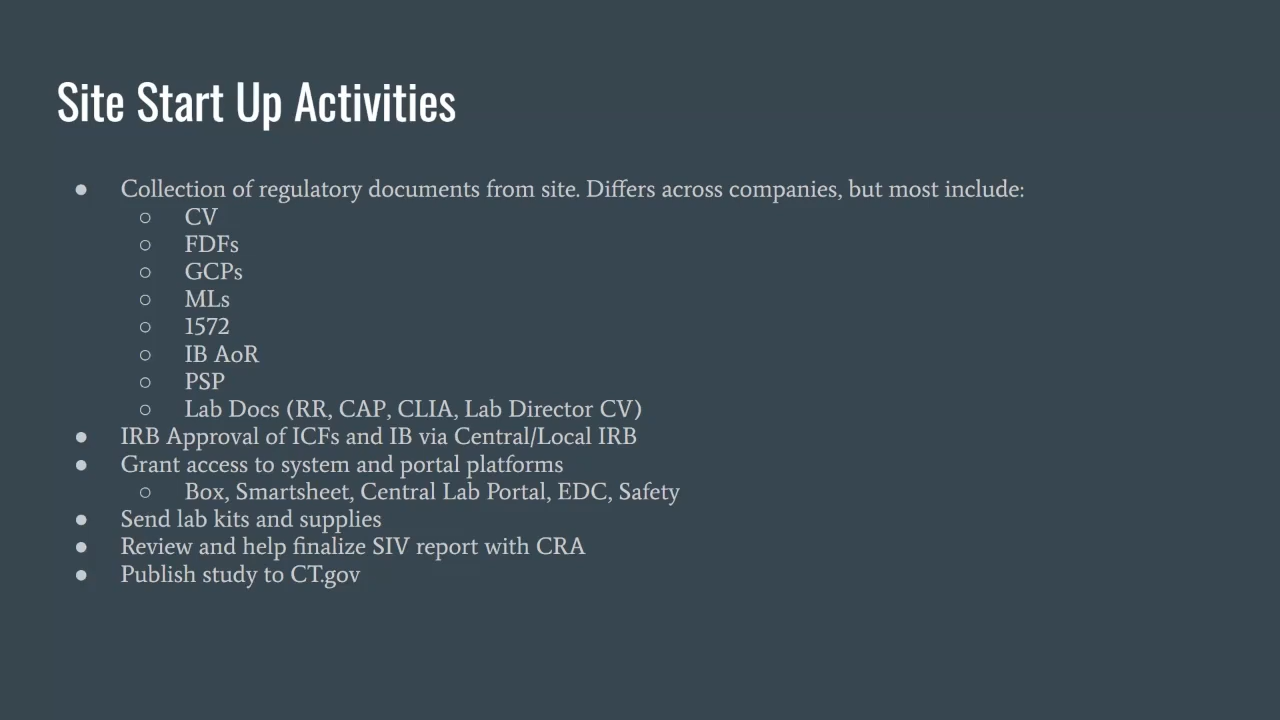 Site Start Up Activities
● Collection of regulatory documents from site. Differs across companies, but most include:
○ CV
○ FDFs
○ GCPs
○ MLs
○ 1572
○ IB AoR
○ PSP
○ Lab Docs (RR, CAP, CLIA, Lab Director CV)
● IRB Approval of ICFs and IB via Central/Local IRB
● Grant access to system and portal platforms
○ Box, Smartsheet, Central Lab Portal, EDC, Safety
● Send lab kits and supplies
● Review and help finalize SIV report with CRA
● Publish study to CT.gov